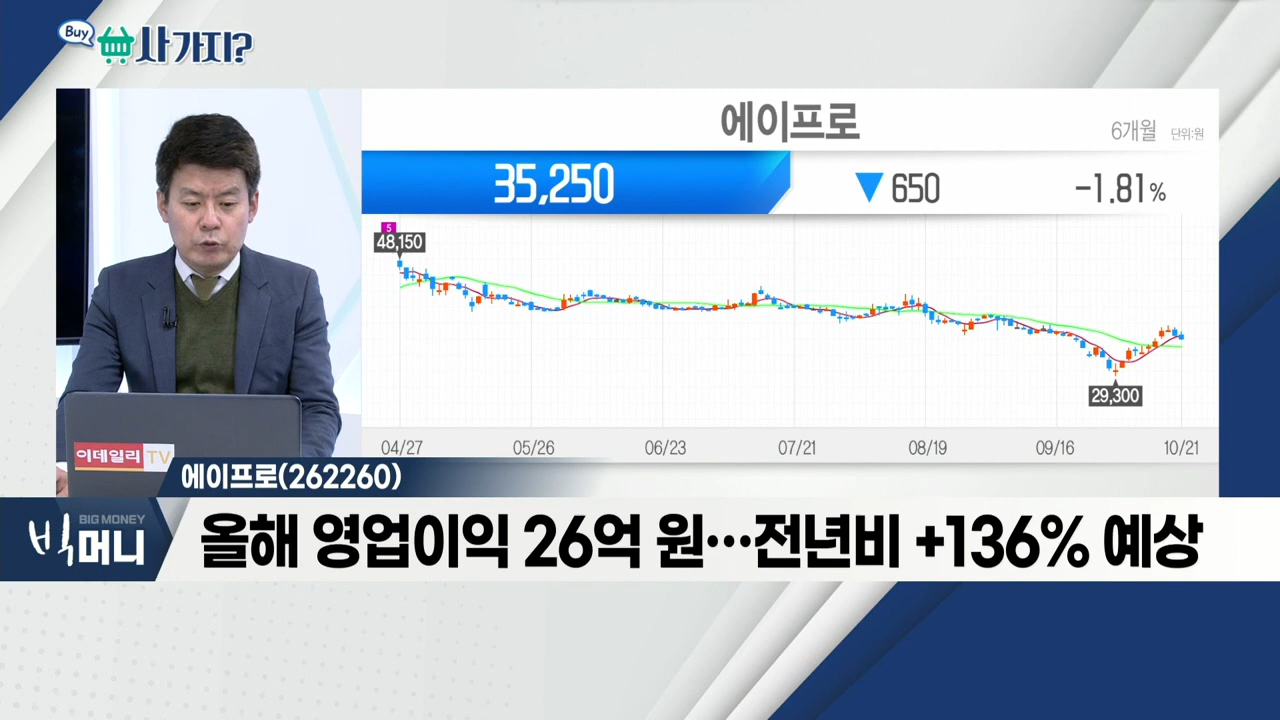 Buy 사가지?
에이프로
6개월 단위:원
35,250 ▼650 -1.81%
5
48,150
29,300
04/27 05/26 06/23 07/21 08/19 09/16 10/21
이데일리TV
에이프로(262260)
BIG MONEY
빅머니
올해 영업이익 26억 원…전년비 +136% 예상